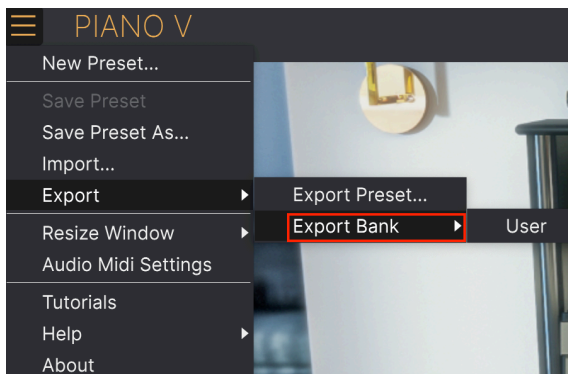 PIANO V
New Preset...
Save Preset
Save Preset As...
Import...
Export
Export Preset...
Export Bank
User
Resize Window
Audio Midi Settings
Tutorials
Help
About